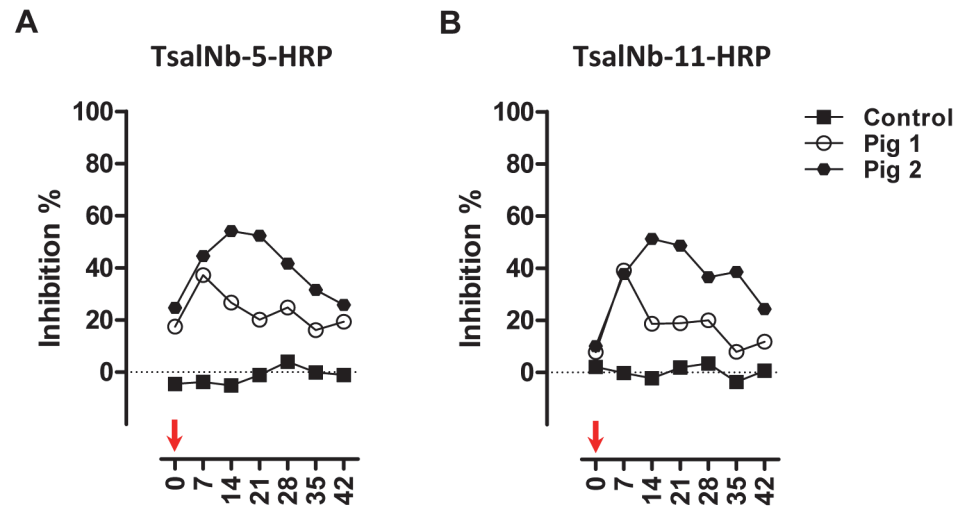 A
B
TsalNb-5-HRP
TsalNb-11-HRP
Inhibition %
100
80
60
40
20
0
0
7
14
21
28
35
42
Inhibition %
100
80
60
40
20
0
0
7
14
21
28
35
42
Control
Pig 1
Pig 2